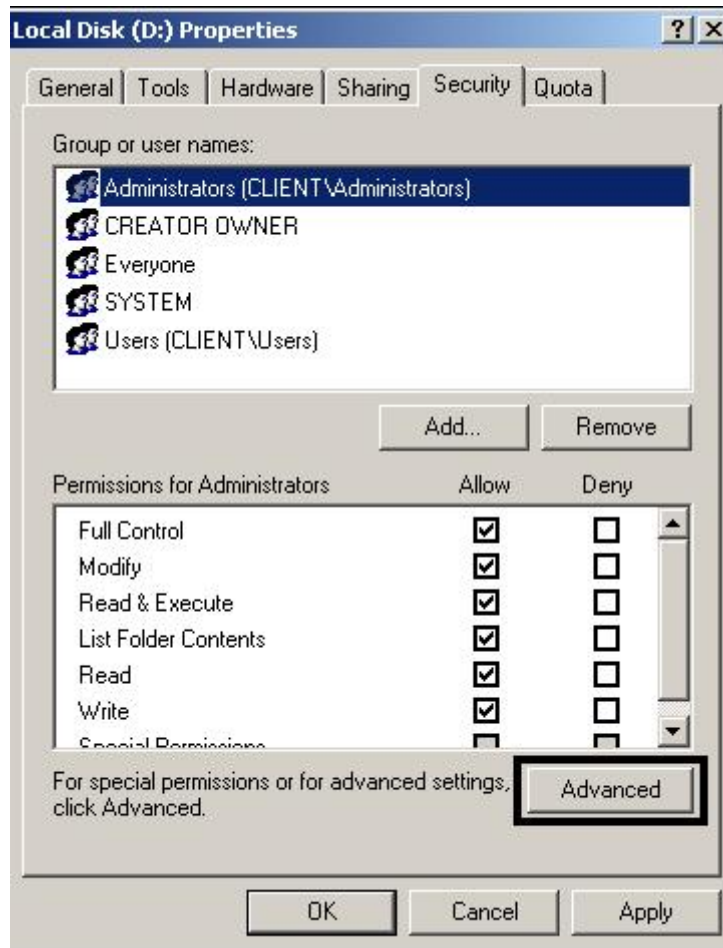 Local Disk (D:) Properties ? X
General Tools Hardware Sharing Security Quota
Group or user names:
Administrators (CLIENT\Administrators)
CREATOR OWNER
Everyone
SYSTEM
Users (CLIENT\Users)
Add... Remove
Permissions for Administrators Allow Deny
Full Control
Modify
Read & Execute
List Folder Contents
Read
Write
Special Permissions
For special permissions or for advanced settings,
click Advanced.
Advanced
OK Cancel Apply